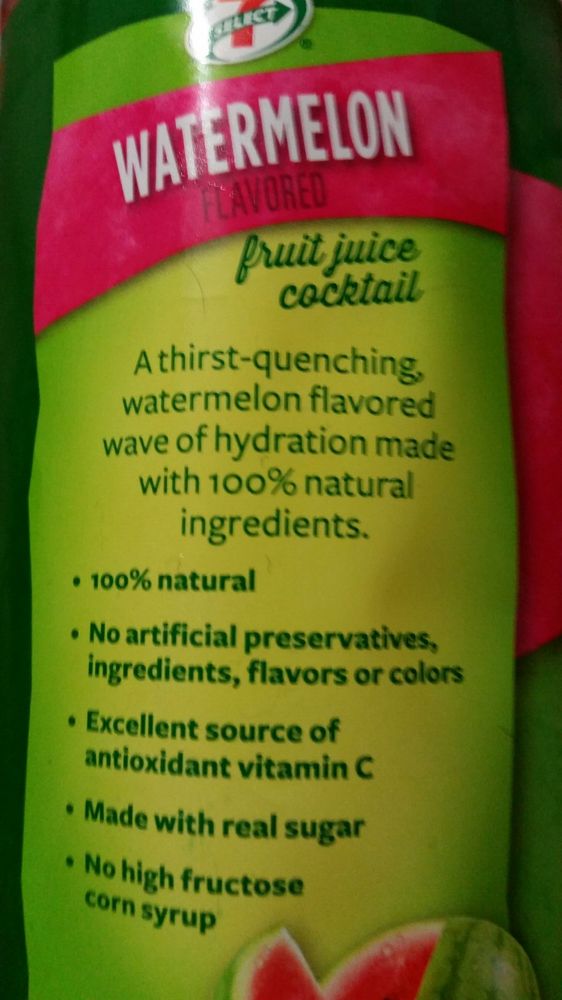 7
SELECT
®
WATERMELON
FLAVORED
fruit juice
cocktail
A thirst-quenching,
watermelon flavored
wave of hydration made
with 100% natural
ingredients.
• 100% natural
• No artificial preservatives,
ingredients, flavors or colors
• Excellent source of
antioxidant vitamin C
• Made with real sugar
• No high fructose
corn syrup